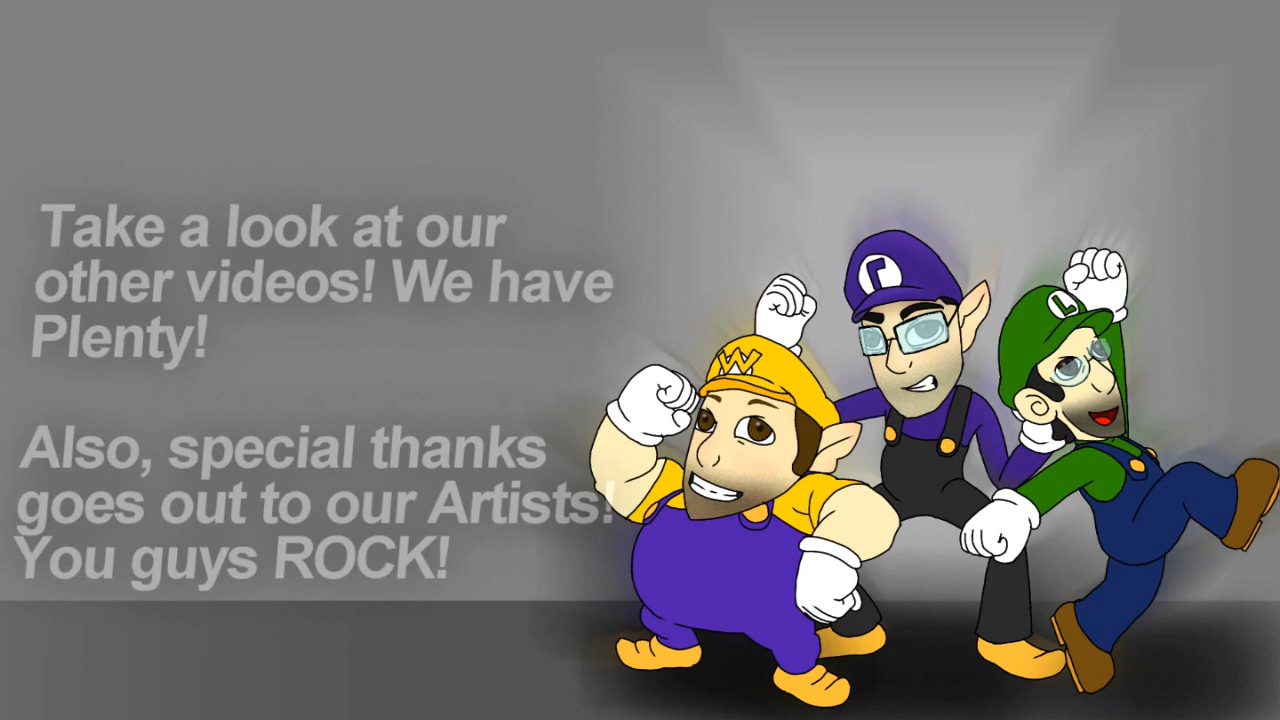 Take a look at our
other videos! We have
Plenty!
Also, special thanks
goes out to our Artists!
You guys ROCK!
W
Γ
L